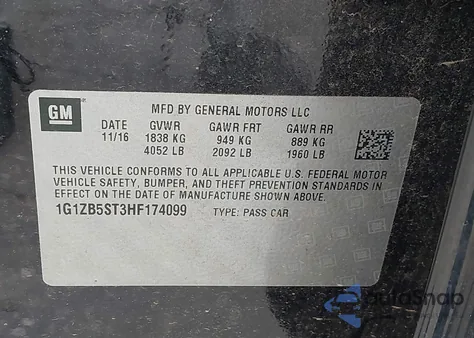 GM
MFD BY GENERAL MOTORS LLC
DATE GVWR GAWR FRT GAWR RR
11/16 1838 KG 949 KG 889 KG
4052 LB 2092 LB 1960 LB
THIS VEHICLE CONFORMS TO ALL APPLICABLE U.S. FEDERAL MOTOR
VEHICLE SAFETY, BUMPER, AND THEFT PREVENTION STANDARDS IN
EFFECT ON THE DATE OF MANUFACTURE SHOWN ABOVE.
1G1ZB5ST3HF174099 TYPE: PASS CAR
AutoSnap